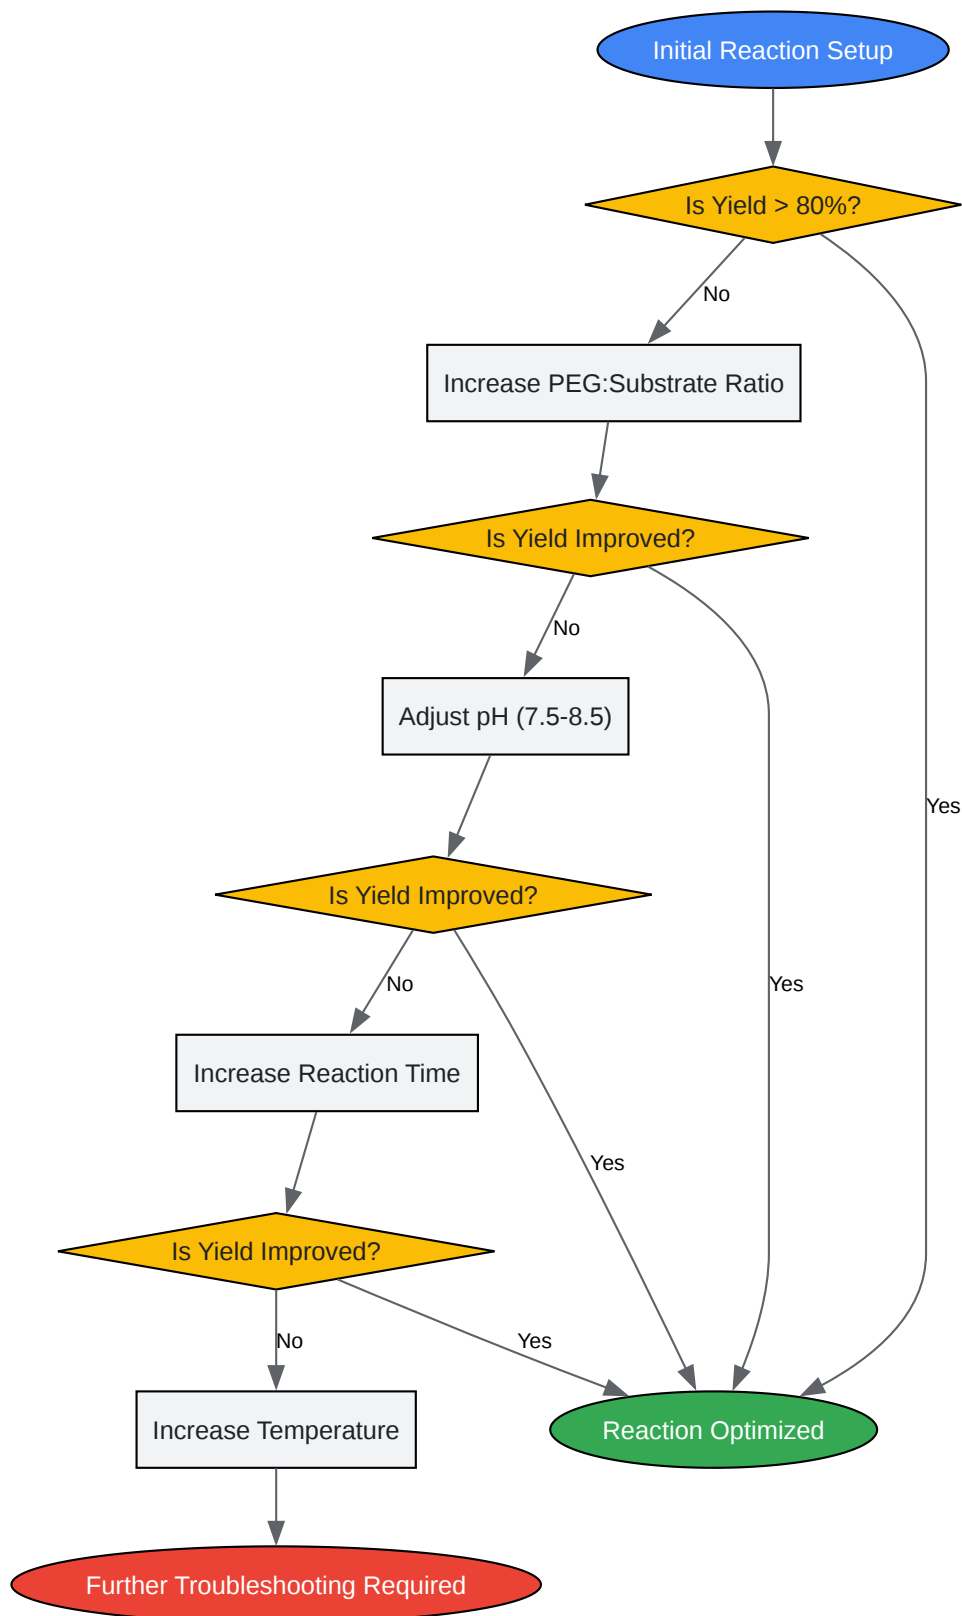 Initial Reaction Setup
Is Yield > 80%?
No
Increase PEG:Substrate Ratio
Is Yield Improved?
No
Adjust pH (7.5-8.5)
Yes
Is Yield Improved?
No
Yes
Increase Reaction Time
Yes
Is Yield Improved?
No
Yes
Increase Temperature
Reaction Optimized
Further Troubleshooting Required